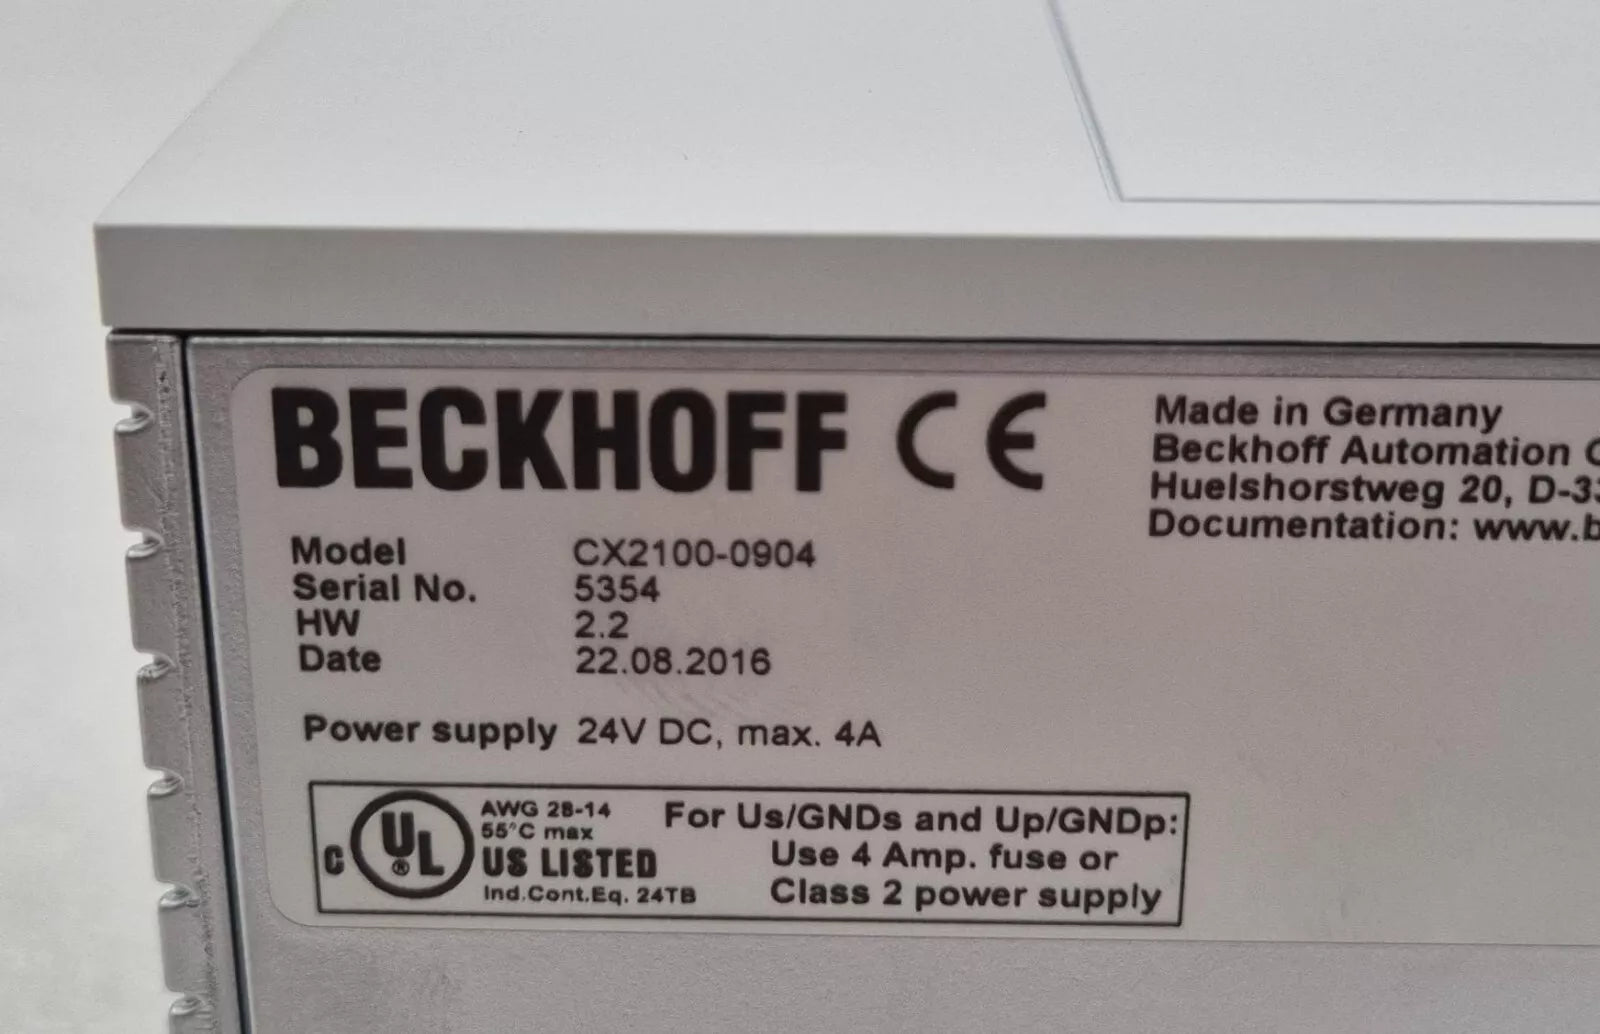 BECKHOFF CE
Made in Germany
Beckhoff Automation
Huelshorstweg 20, D-33
Documentation: www.b
Model CX2100-0904
Serial No. 5354
HW 2.2
Date 22.08.2016
Power supply 24V DC, max. 4A
C UL ®
AWG 28-14
55°C max
US LISTED
Ind.Cont.Eq. 24TB
For Us/GNDs and Up/GNDp:
Use 4 Amp. fuse or
Class 2 power supply